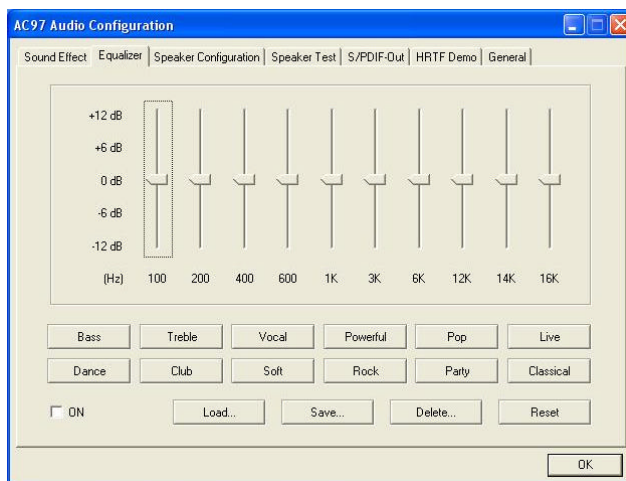 AC97 Audio Configuration
Sound Effect Equalizer Speaker Configuration Speaker Test S/PDIF-Out HRTF Demo General
+12 dB
+6 dB
0 dB
-6 dB
-12 dB
(Hz) 100 200 400 600 1K 3K 6K 12K 14K 16K
Bass Treble Vocal Powerful Pop Live
Dance Club Soft Rock Party Classical
ON Load... Save... Delete... Reset
OK